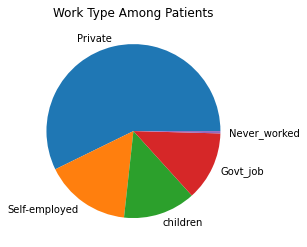 Work Type Among Patients
Private
Never_worked
Govt_job
Self-employed
children